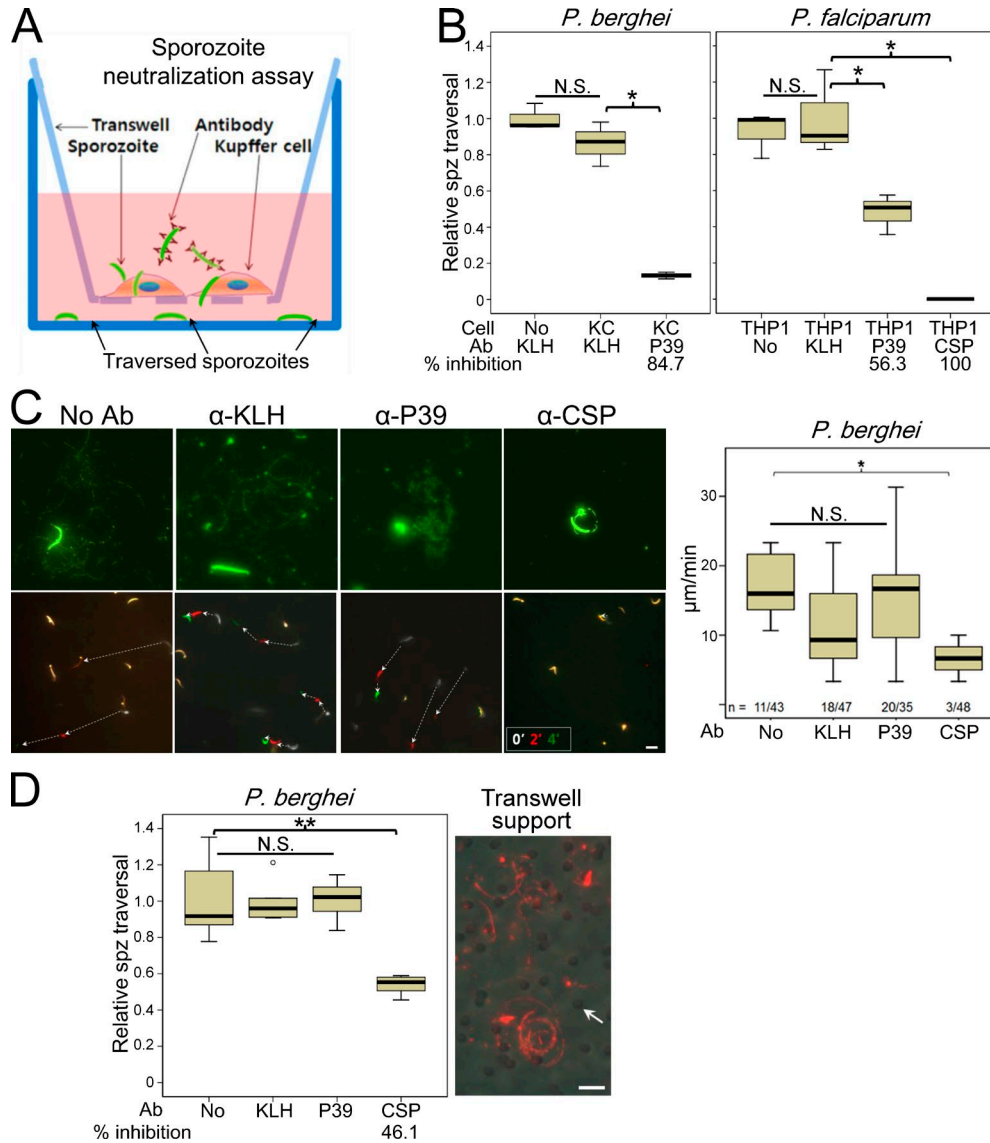 A
Sporozoite
neutralization assay
Transwell
Sporozoite
Antibody
Kupffer cell
Traversed sporozoites
B
P. berghei
P. falciparum
Relative spz traversal
1.4
1.2
1.0
0.8
0.6
0.4
0.2
0
N.S.
*
N.S.
*
*
Cell No KC KC THP1 THP1 THP1 THP1
Ab KLH KLH P39 No KLH P39 CSP
% inhibition 84.7 56.3 100
C
No Ab α-KLH α-P39 α-CSP
0′ 2′ 4′
P. berghei
µm/min
30
20
10
*
N.S.
n = 11/43 18/47 20/35 3/48
Ab No KLH P39 CSP
D
P. berghei
Relative spz traversal
1.4
1.2
1.0
0.8
0.6
0.4
0.2
0
**
N.S.
Ab No KLH P39 CSP
% inhibition 46.1
Transwell
support